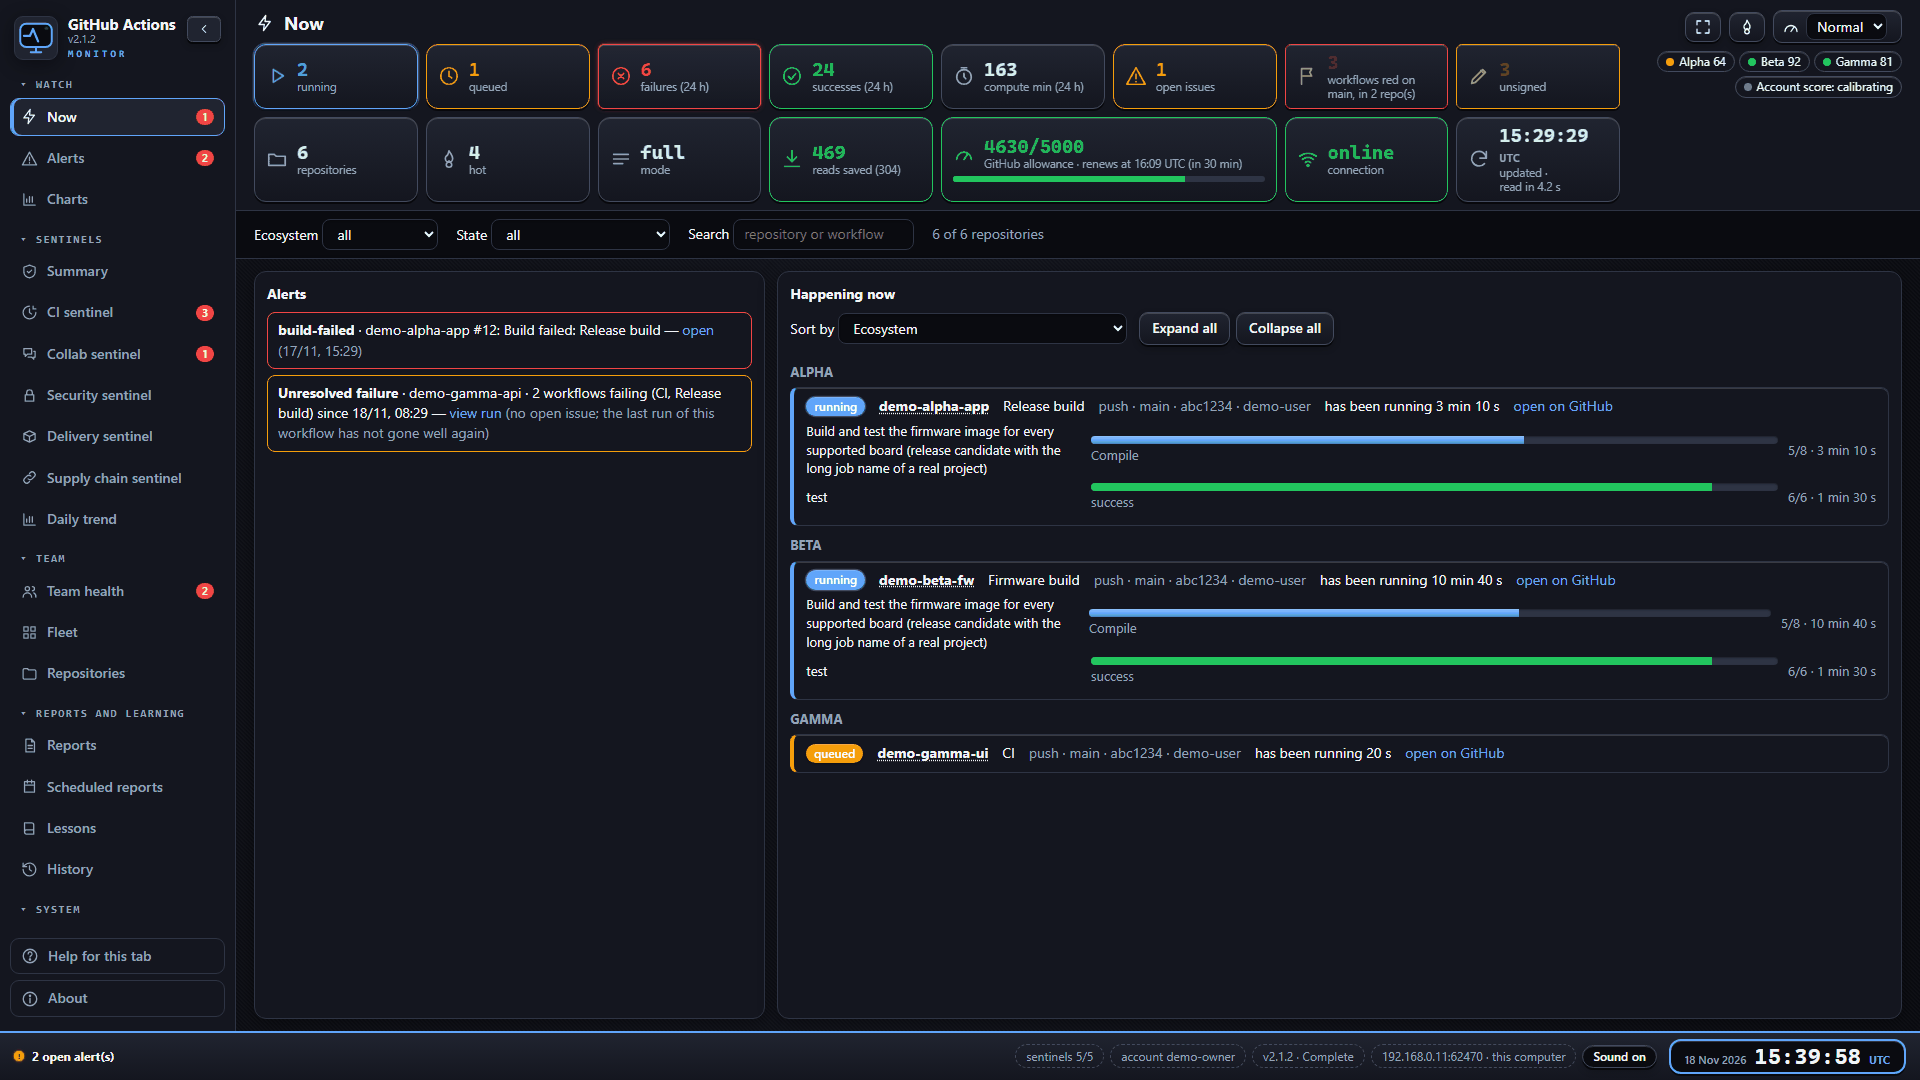 GitHub Actions
v2.1.2
MONITOR
WATCH
Now 1
Alerts 2
Charts
SENTINELS
Summary
CI sentinel 3
Collab sentinel 1
Security sentinel
Delivery sentinel
Supply chain sentinel
Daily trend
TEAM
Team health 2
Fleet
Repositories
REPORTS AND LEARNING
Reports
Scheduled reports
Lessons
History
SYSTEM
Help for this tab
About
Now
Normal
2
running
1
queued
6
failures (24 h)
24
successes (24 h)
163
compute min (24 h)
1
open issues
3
workflows red on
main, in 2 repo(s)
3
unsigned
Alpha 64
Beta 92
Gamma 81
Account score: calibrating
6
repositories
4
hot
full
mode
469
reads saved (304)
4630/5000
GitHub allowance · renews at 16:09 UTC (in 30 min)
online
connection
15:29:29
UTC
updated ·
read in 4.2 s
Ecosystem all State all Search repository or workflow 6 of 6 repositories
Alerts
build-failed · demo-alpha-app #12: Build failed: Release build — open
(17/11, 15:29)
Unresolved failure · demo-gamma-api · 2 workflows failing (CI, Release
build) since 18/11, 08:29 — view run (no open issue; the last run of this
workflow has not gone well again)
Happening now
Sort by Ecosystem Expand all Collapse all
ALPHA
running demo-alpha-app Release build push · main · abc1234 · demo-user has been running 3 min 10 s open on GitHub
Build and test the firmware image for every
supported board (release candidate with the
long job name of a real project)
Compile
5/8 · 3 min 10 s
test
success
6/6 · 1 min 30 s
BETA
running demo-beta-fw Firmware build push · main · abc1234 · demo-user has been running 10 min 40 s open on GitHub
Build and test the firmware image for every
supported board (release candidate with the
long job name of a real project)
Compile
5/8 · 10 min 40 s
test
success
6/6 · 1 min 30 s
GAMMA
queued demo-gamma-ui CI push · main · abc1234 · demo-user has been running 20 s open on GitHub
2 open alert(s)
sentinels 5/5
account demo-owner
v2.1.2 · Complete
192.168.0.11:62470 · this computer
Sound on
18 Nov 2026 15:39:58 UTC